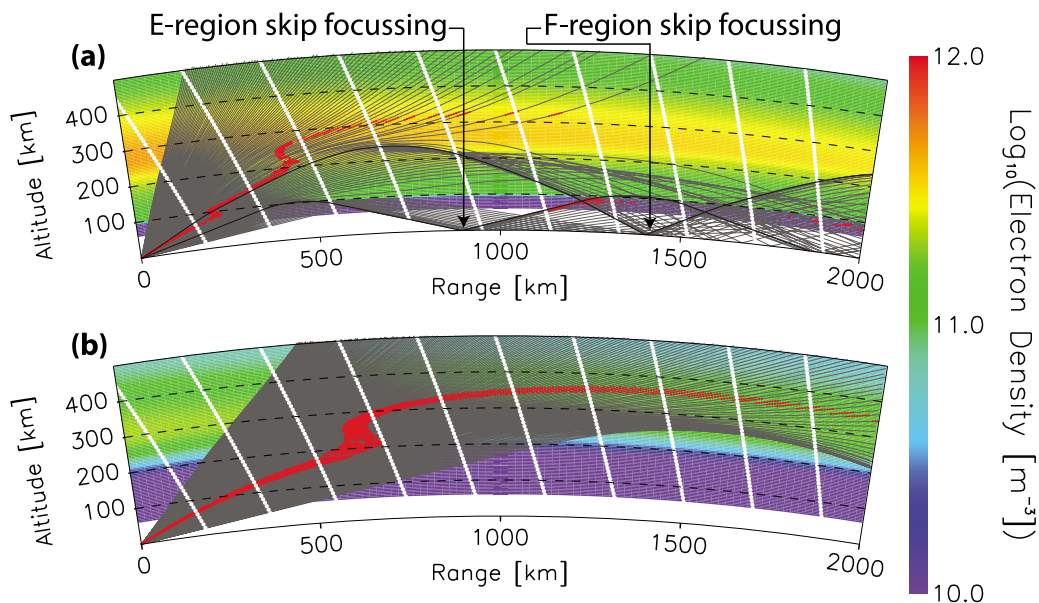 E-region skip focussing F-region skip focussing
(a)
400
300
200
100
Altitude [km]
0 500 1000 1500 2000
Range [km]
(b)
400
300
200
100
Altitude [km]
0 500 1000 1500 2000
Range [km]
12.0
11.0
10.0
Log₁₀(Electron Density [m⁻³])